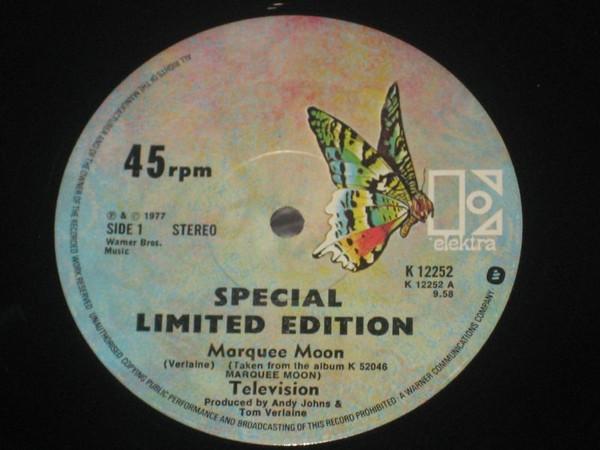 45 rpm
℗ & © 1977
SIDE 1 STEREO
Warner Bros.
Music
elektra
K 12252
K 12252 A
9.58
SPECIAL
LIMITED EDITION
Marquee Moon
(Verlaine) (Taken from the album K 52046
MARQUEE MOON)
Television
Produced by Andy Johns &
Tom Verlaine
ALL RIGHTS OF THE MANUFACTURER AND OF THE OWNER OF THE RECORDED WORK RESERVED UNAUTHORISED COPYING PUBLIC PERFORMANCE AND BROADCASTING OF THIS RECORD PROHIBITED A WARNER COMMUNICATIONS COMPANY